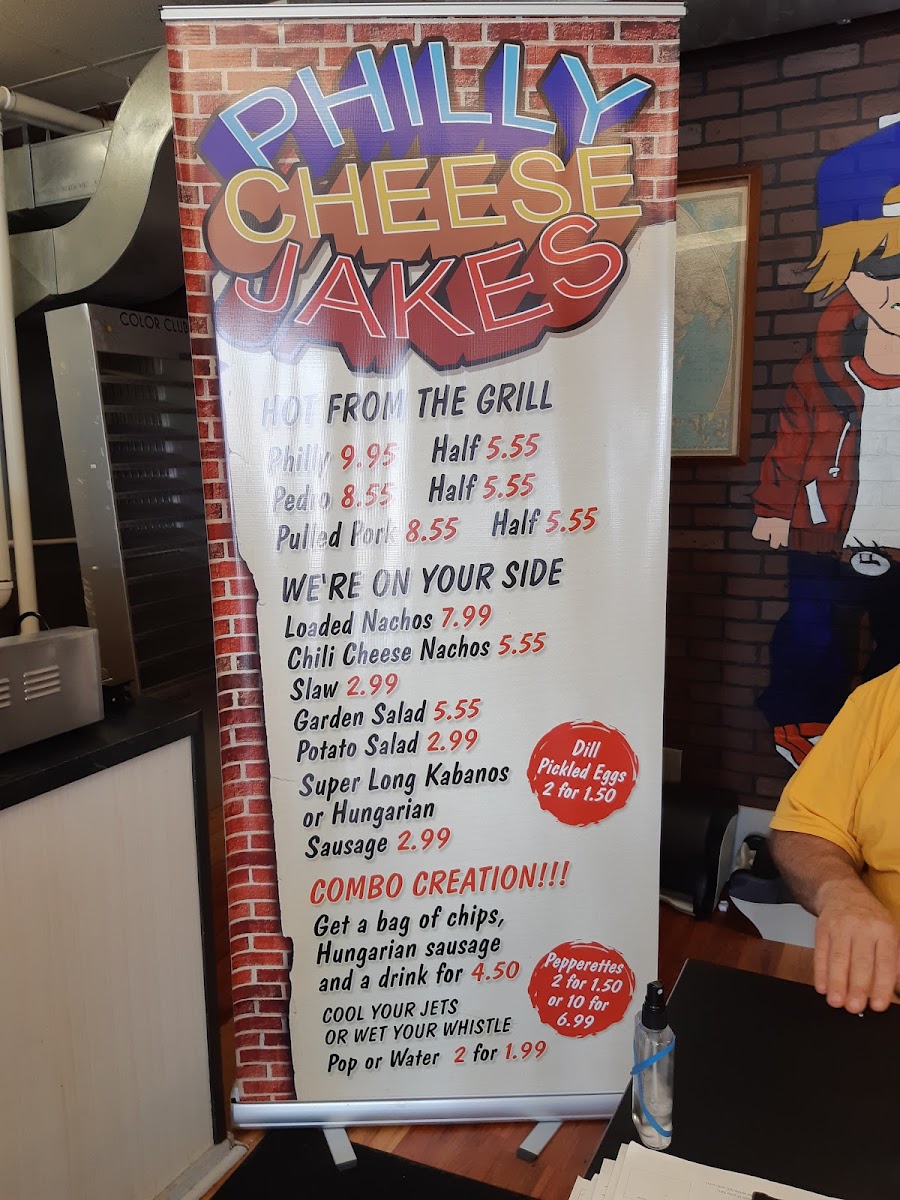 PHILLY
CHEESE
JAKES
COLOR CLUB
HOT FROM THE GRILL
Philly 9.95 Half 5.55
Pedro 8.55 Half 5.55
Pulled Pork 8.55 Half 5.55
WE'RE ON YOUR SIDE
Loaded Nachos 7.99
Chili Cheese Nachos 5.55
Slaw 2.99
Garden Salad 5.55
Potato Salad 2.99
Super Long Kabanos
or Hungarian
Sausage 2.99
Dill
Pickled Eggs
2 for 1.50
COMBO CREATION!!!
Get a bag of chips,
Hungarian sausage
and a drink for 4.50
Pepperettes
2 for 1.50
or 10 for
6.99
COOL YOUR JETS
OR WET YOUR WHISTLE
Pop or Water 2 for 1.99